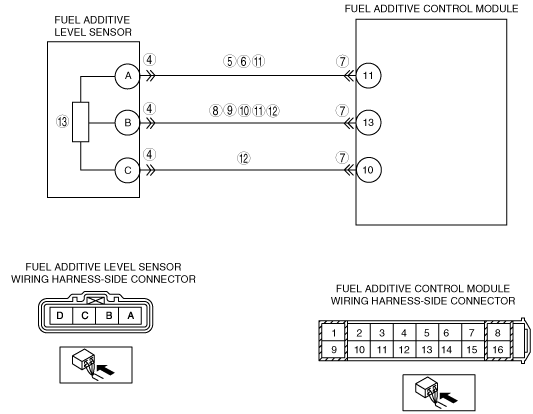 FUEL ADDITIVE CONTROL MODULE
FUEL ADDITIVE
LEVEL SENSOR
④ ⑤⑥⑪ ⑦
A 11
④ ⑧⑨⑩⑪⑫ ⑦
⑬ B 13
④ ⑫ ⑦
C 10
FUEL ADDITIVE LEVEL SENSOR
WIRING HARNESS-SIDE CONNECTOR
D C B A
FUEL ADDITIVE CONTROL MODULE
WIRING HARNESS-SIDE CONNECTOR
1 2 3 4 5 6 7 8
9 10 11 12 13 14 15 16